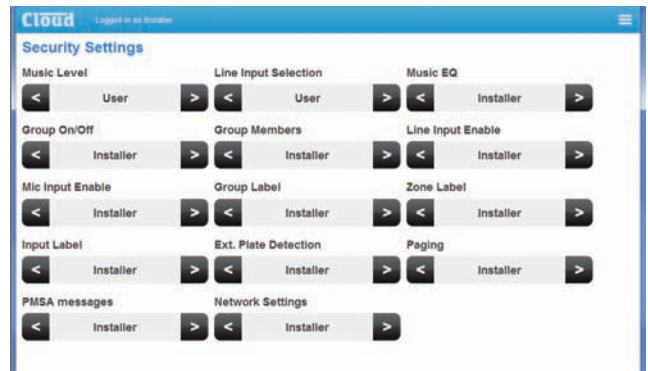 Cloud Logged in as Installer
Security Settings
Music Level Line Input Selection Music EQ
< User > < User > < Installer >
Group On/Off Group Members Line Input Enable
< Installer > < Installer > < Installer >
Mic Input Enable Group Label Zone Label
< Installer > < Installer > < Installer >
Input Label Ext. Plate Detection Paging
< Installer > < Installer > < Installer >
PMSA messages Network Settings
< Installer > < Installer >